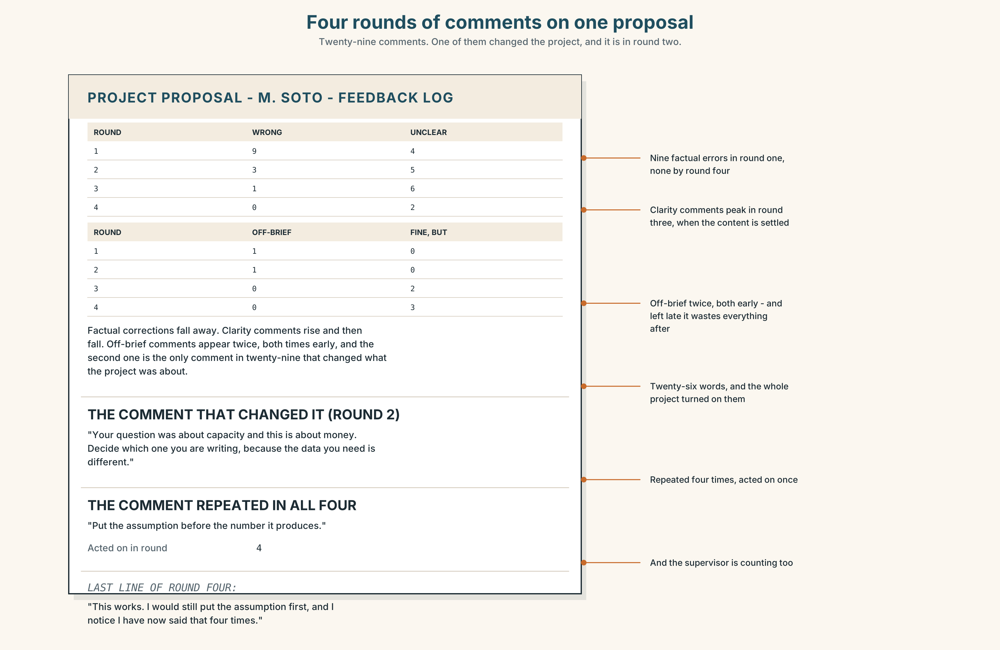 Four rounds of comments on one proposal
Twenty-nine comments. One of them changed the project, and it is in round two.
PROJECT PROPOSAL - M. SOTO - FEEDBACK LOG
ROUND WRONG UNCLEAR
1 9 4
2 3 5
3 1 6
4 0 2
ROUND OFF-BRIEF FINE, BUT
1 1 0
2 1 0
3 0 2
4 0 3
Factual corrections fall away. Clarity comments rise and then
fall. Off-brief comments appear twice, both times early, and the
second one is the only comment in twenty-nine that changed what
the project was about.
THE COMMENT THAT CHANGED IT (ROUND 2)
"Your question was about capacity and this is about money.
Decide which one you are writing, because the data you need is
different."
THE COMMENT REPEATED IN ALL FOUR
"Put the assumption before the number it produces."
Acted on in round 4
LAST LINE OF ROUND FOUR:
"This works. I would still put the assumption first, and I
notice I have now said that four times."
Nine factual errors in round one,
none by round four
Clarity comments peak in round
three, when the content is settled
Off-brief twice, both early - and
left late it wastes everything
after
Twenty-six words, and the whole
project turned on them
Repeated four times, acted on once
And the supervisor is counting too